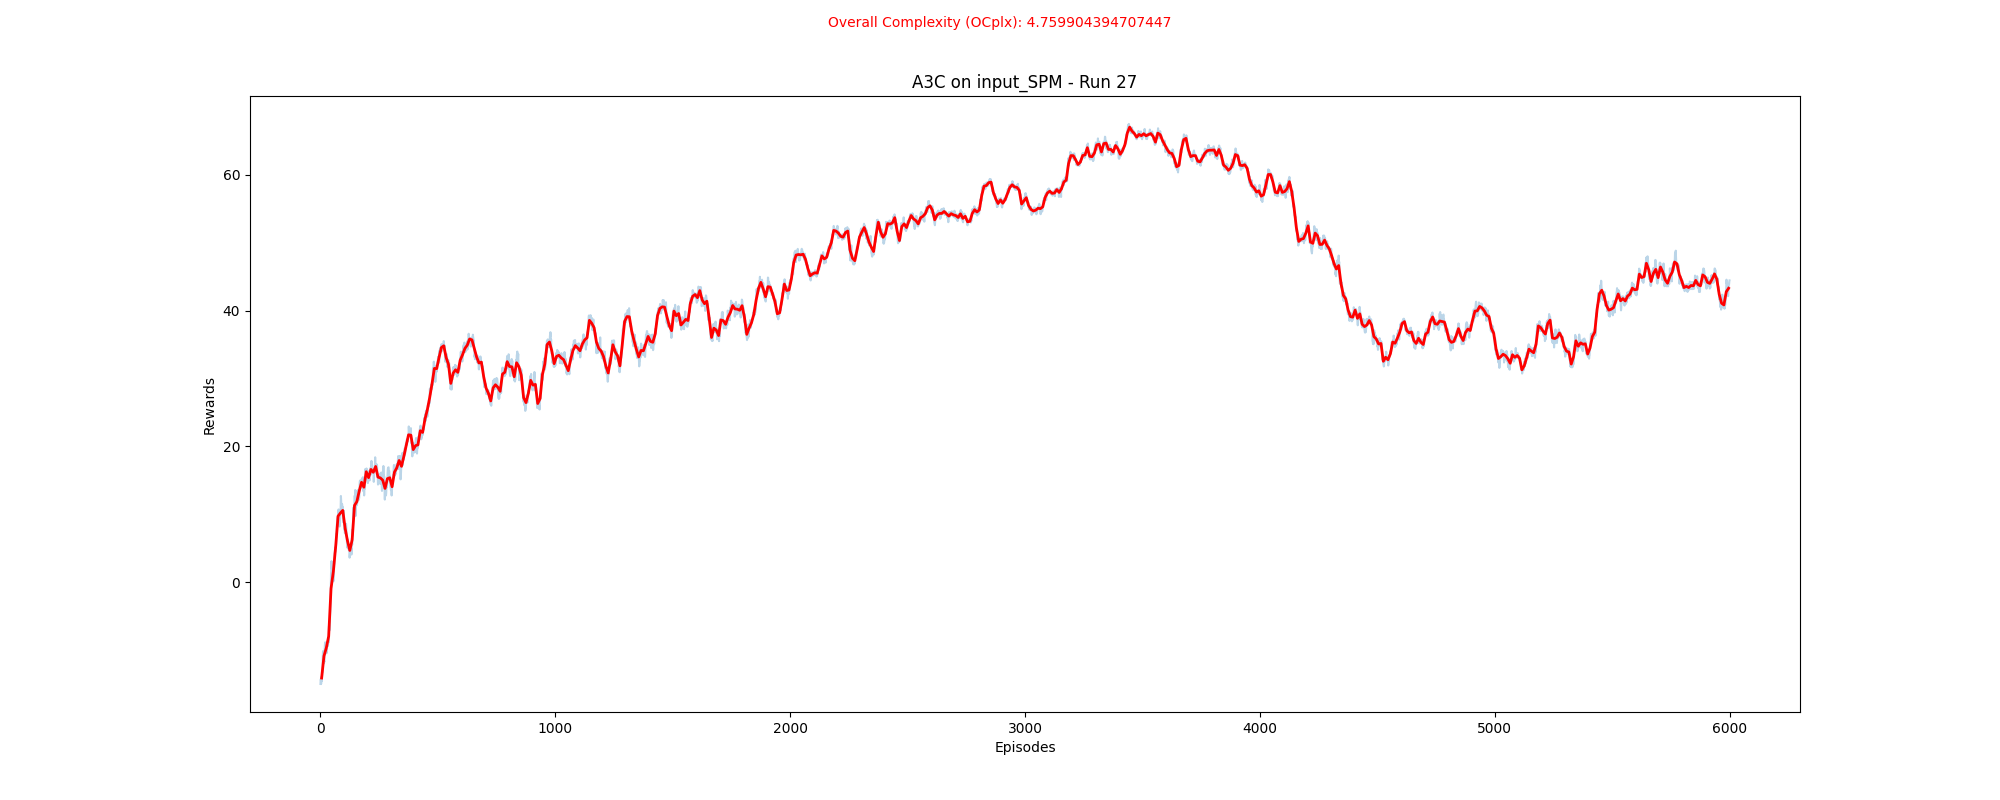 Overall Complexity (OCplx): 4.759904394707447
A3C on input_SPM - Run 27
60
40
20
0
Rewards
0 1000 2000 3000 4000 5000 6000
Episodes